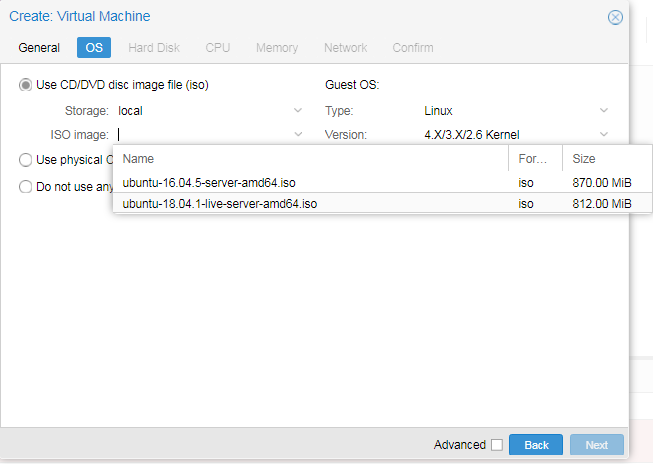 Create: Virtual Machine
General OS Hard Disk CPU Memory Network Confirm
Use CD/DVD disc image file (iso) Guest OS:
Storage: local Type: Linux
ISO image: Version: 4.X/3.X/2.6 Kernel
Use physical C
Name For... Size
Do not use any
ubuntu-16.04.5-server-amd64.iso iso 870.00 MiB
ubuntu-18.04.1-live-server-amd64.iso iso 812.00 MiB
Advanced Back Next